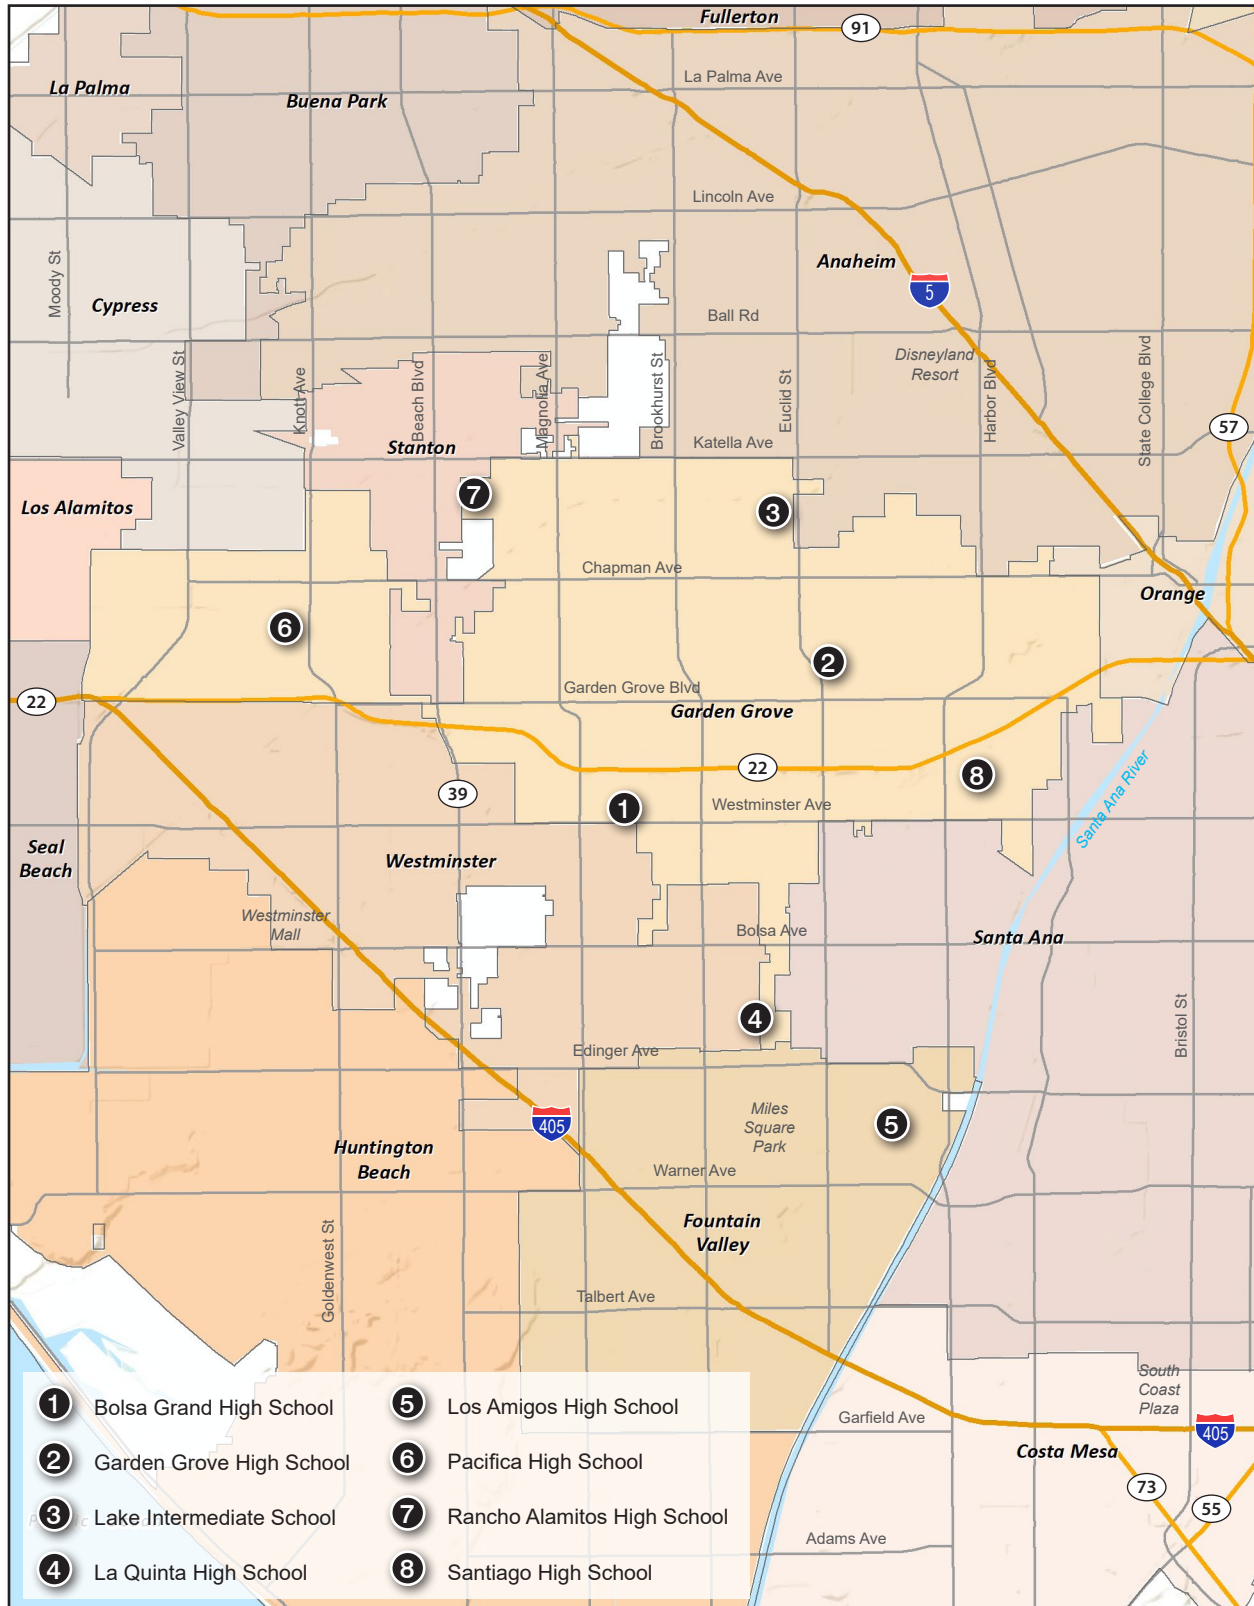 Fullerton
91
La Palma
La Palma Ave
Buena Park
Lincoln Ave
Moody St
Anaheim
5
Cypress
Ball Rd
Valley View St
Knott Ave
Beach Blvd
Magnolia Ave
Brookhurst St
Euclid St
Disneyland
Resort
Harbor Blvd
State College Blvd
57
Stanton
Katella Ave
7
3
Los Alamitos
Chapman Ave
Orange
6
2
22
Garden Grove Blvd
Garden Grove
22
8
39
1
Westminster Ave
Santa Ana River
Seal
Beach
Westminster
Westminster
Mall
Bolsa Ave
Santa Ana
4
Bristol St
Edinger Ave
Miles
Square
Park
5
405
Huntington
Beach
Warner Ave
Goldenwest St
Fountain
Valley
Talbert Ave
South
Coast
Plaza
Garfield Ave
405
Costa Mesa
73
55
Adams Ave
1 Bolsa Grand High School
2 Garden Grove High School
3 Lake Intermediate School
4 La Quinta High School
5 Los Amigos High School
6 Pacifica High School
7 Rancho Alamitos High School
8 Santiago High School